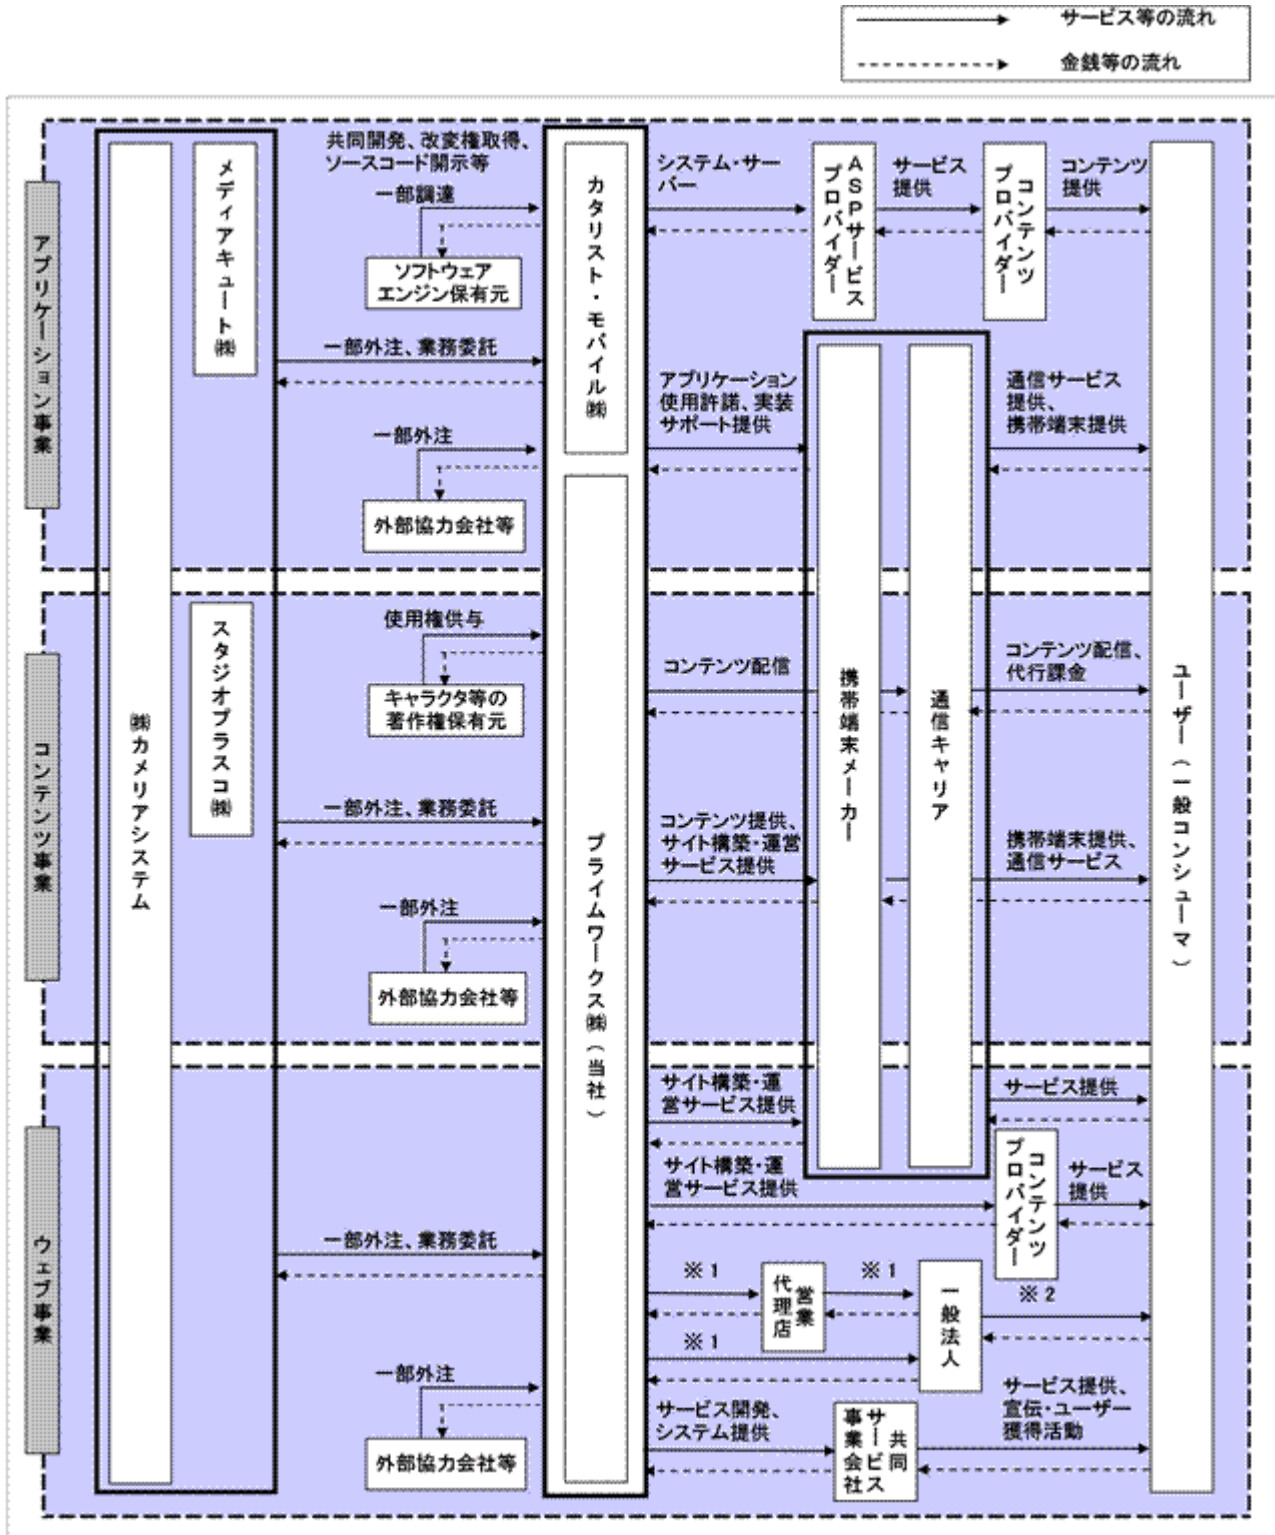 サービス等の流れ
金銭等の流れ
アプリケーション事業
メディアキュート㈱
共同開発、改変権取得、
ソースコード開示等
一部調達
ソフトウェア
エンジン保有元
一部外注、業務委託
一部外注
外部協力会社等
カタリスト・モバイル㈱
システム・サー
バー
ASPサービス
プロバイダー
サービス
提供
コンテンツ
プロバイダー
コンテンツ
提供
アプリケーション
使用許諾、実装
サポート提供
通信サービス
提供、
携帯端末提供
コンテンツ事業
㈱カメリアシステム
スタジオプラスコ㈱
使用権供与
キャラクタ等の
著作権保有元
一部外注、業務委託
一部外注
外部協力会社等
プライムワークス㈱(当社)
コンテンツ配信
コンテンツ提供、
サイト構築・運営
サービス提供
携帯端末メーカー
通信キャリア
コンテンツ配信、
代行課金
携帯端末提供、
通信サービス
ユーザー(一般コンシューマ)
ウェブ事業
一部外注、業務委託
一部外注
外部協力会社等
サイト構築・運
営サービス提供
サービス提供
サイト構築・運
営サービス提供
コンテンツ
プロバイダー
サービス
提供
※1
営業
代理店
※1
一般法人
※2
※1
サービス開発、
システム提供
共同
サービス
事業会社
サービス提供、
宣伝・ユーザー
獲得活動